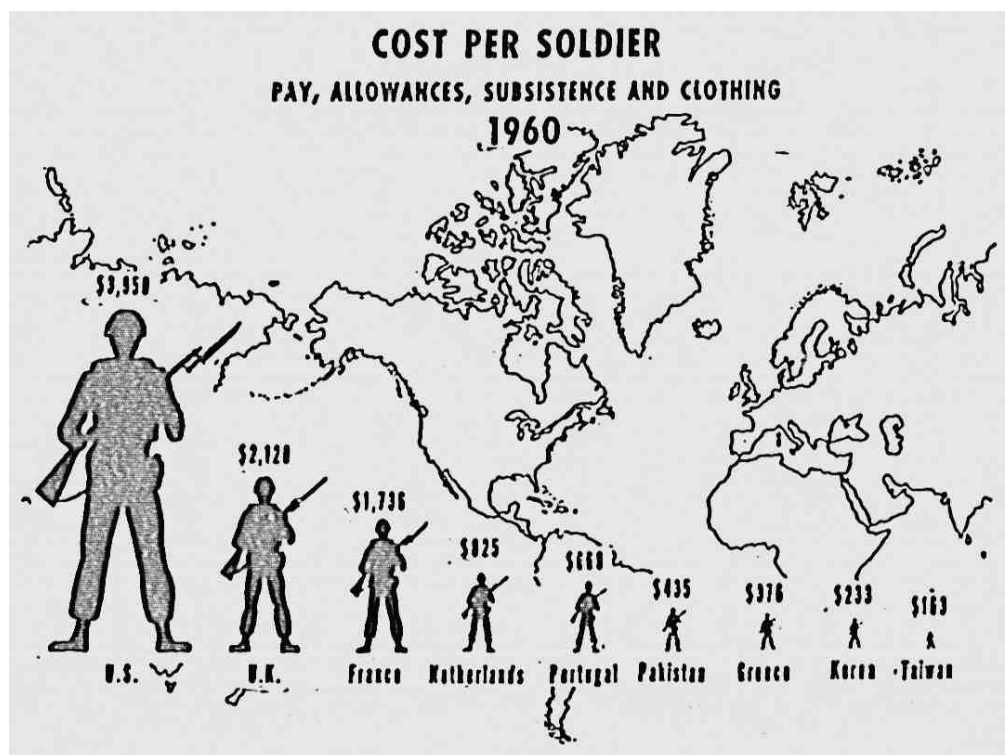 COST PER SOLDIER
PAY, ALLOWANCES, SUBSISTENCE AND CLOTHING
1960
$3,950
$2,120
$1,736
$825
$435
$376
$233
$163
U.S.
U.K.
France
Netherlands
Portugal
Pakistan
Greece
Korea
Taiwan